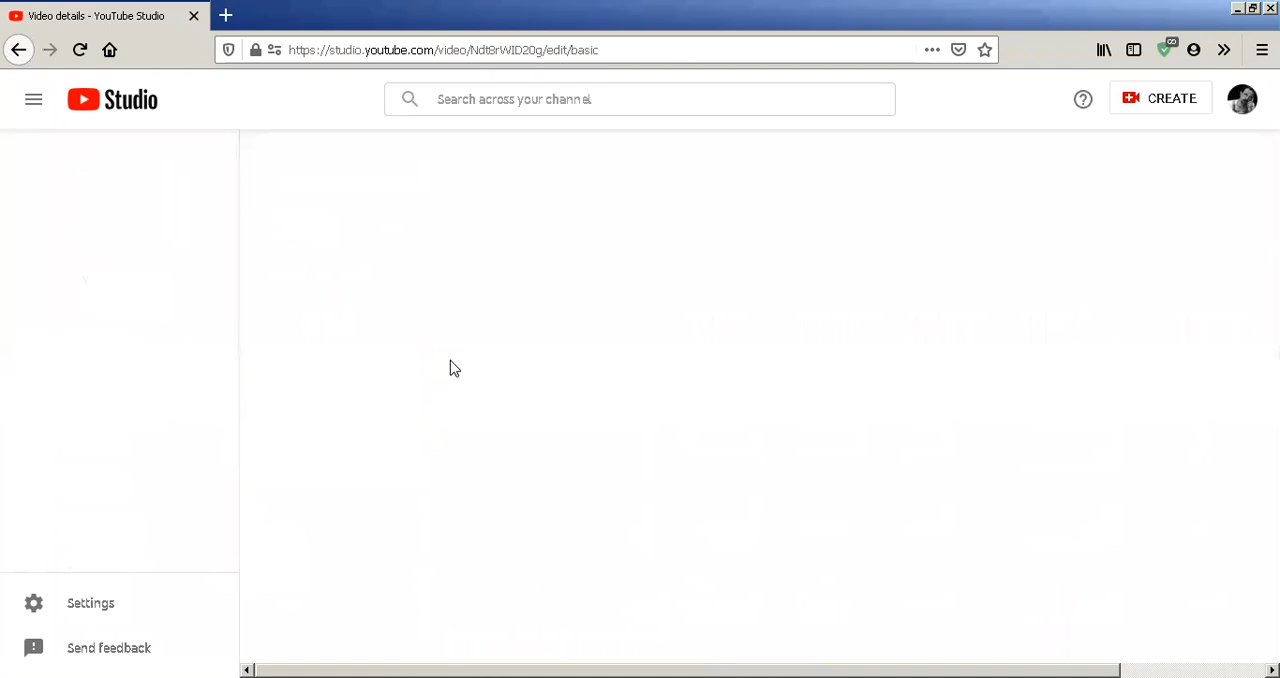 Video details - YouTube Studio
https://studio.youtube.com/video/Ndt8rWID20g/edit/basic
Studio
Search across your channel
CREATE
Settings
Send feedback